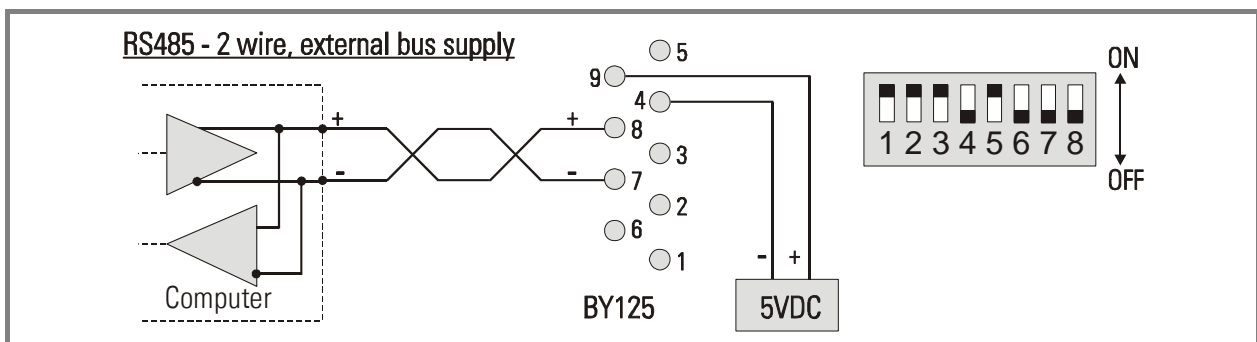 RS485 - 2 wire, external bus supply
5
9
4
+ + 8
3
- - 7
2
6
1
Computer
BY125
- +
5VDC
ON
1 2 3 4 5 6 7 8
OFF